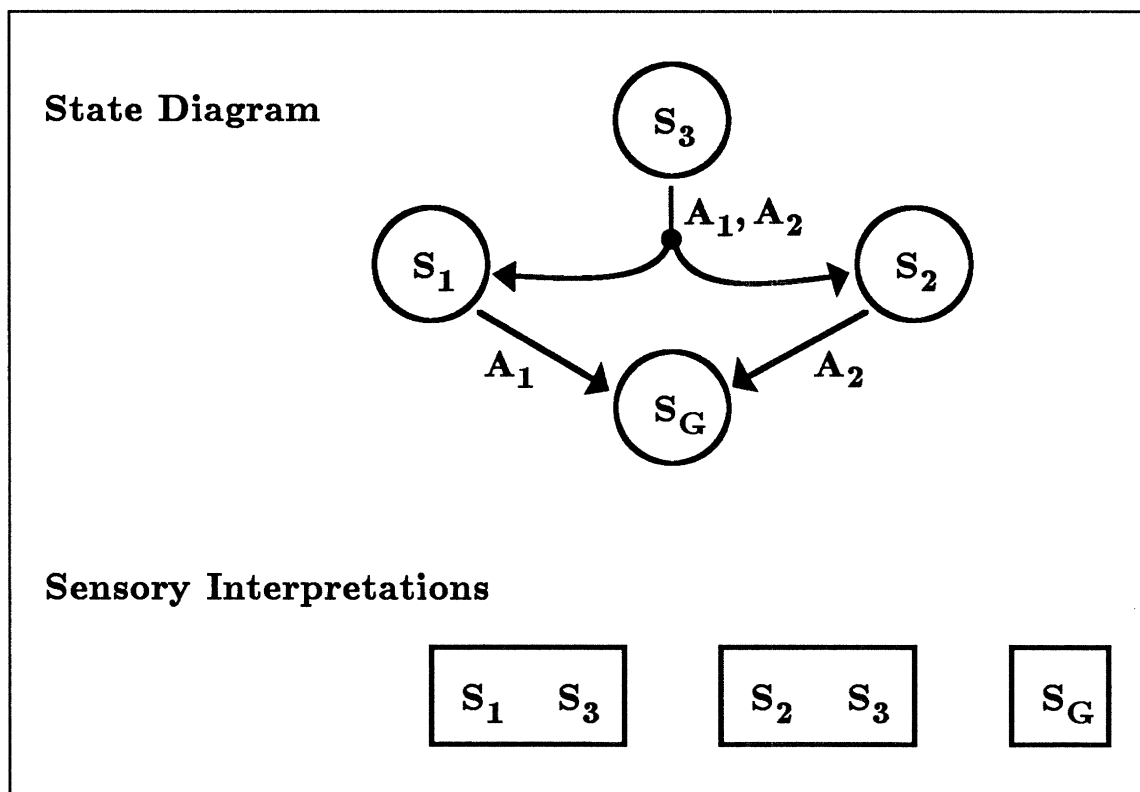 State Diagram
S3
A1, A2
S1
S2
A1
A2
SG
Sensory Interpretations
S1 S3
S2 S3
SG